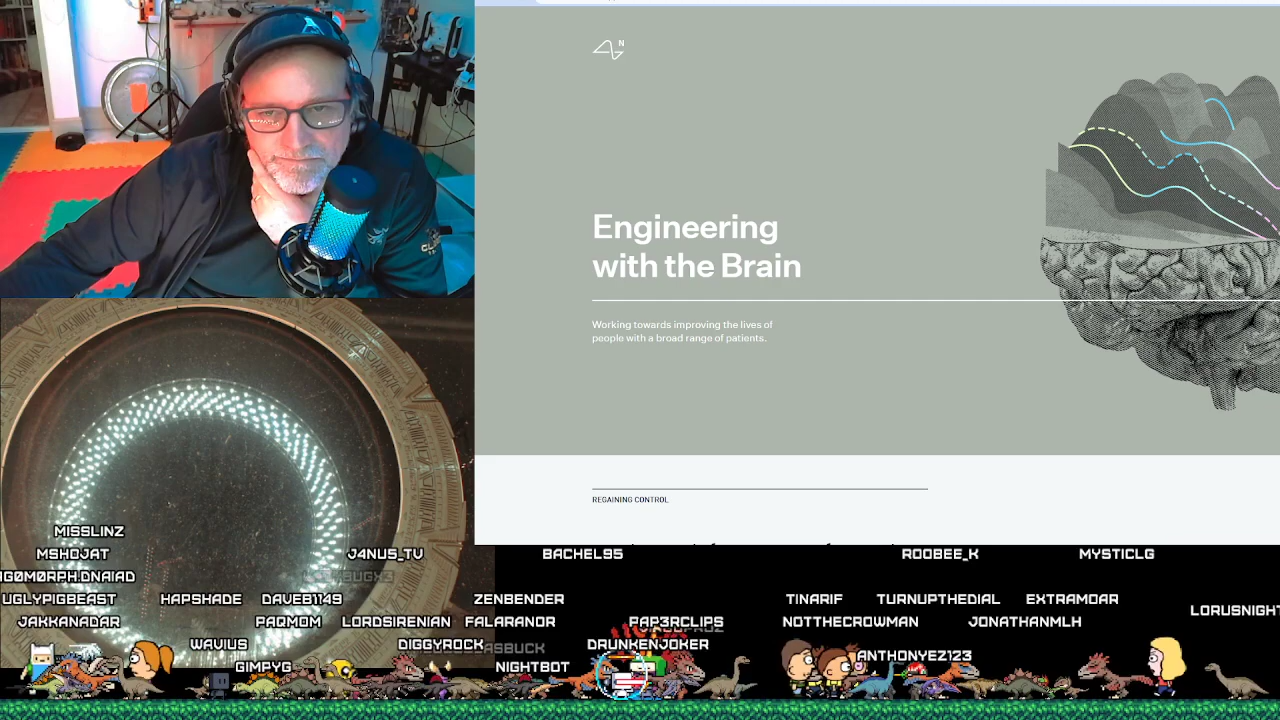 N
Engineering
with the Brain
Working towards improving the lives of
people with a broad range of patients.
REGAINING CONTROL
MISSLINZ
MSHOJAT
J4NUS_TV
BACHEL95
ROOBEE_K
MYSTICLG
UGLYPIGBEAST
HAPSHADE
DAVEB1149
ZENBENDER
TINARIF
TURNUPTHEDIAL
EXTRAMOAR
LORUSNIGHT
JAKKANADAR
PAQMOM
LORDSIRENIAN
FALARANOR
PAP3RCLIPS
NOTTHECROWMAN
JONATHANMLH
WAVIUS
DIGGYROCK
DRUNKENJOKER
ANTHONYEZ123
GIMPYG
NIGHTBOT